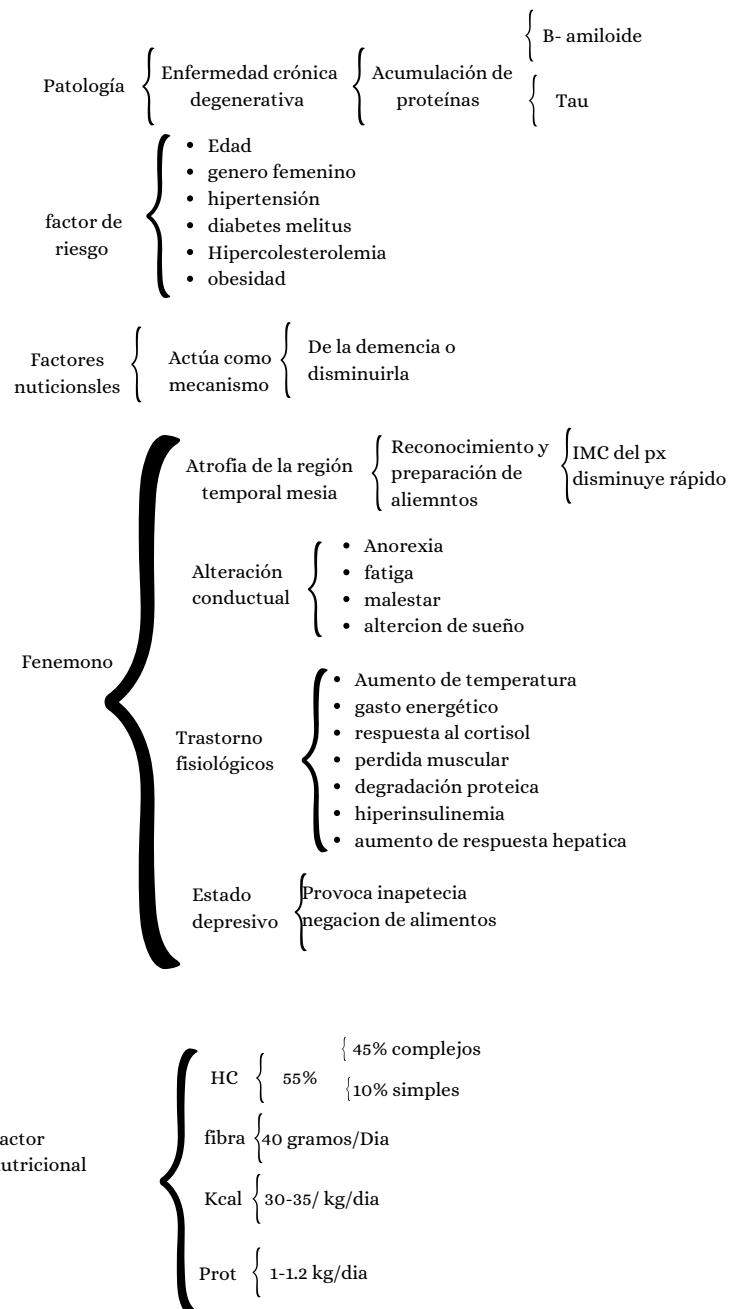 B- amiloide
Patología
Enfermedad crónica
degenerativa
Acumulación de
proteínas
Tau
factor de
riesgo
• Edad
• genero femenino
• hipertensión
• diabetes melitus
• Hipercolesterolemia
• obesidad
Factores
nuticionsles
Actúa como
mecanismo
De la demencia o
disminuirla
Fenemono
Atrofia de la región
temporal mesia
Reconocimiento y
preparación de
aliemntos
IMC del px
disminuye rápido
Alteración
conductual
• Anorexia
• fatiga
• malestar
• altercion de sueño
Trastorno
fisiológicos
• Aumento de temperatura
• gasto energético
• respuesta al cortisol
• perdida muscular
• degradación proteica
• hiperinsulinemia
• aumento de respuesta hepatica
Estado
depresivo
Provoca inapetecia
negacion de alimentos
actor
utricional
HC
55%
45% complejos
10% simples
fibra
40 gramos/Dia
Kcal
30-35/ kg/dia
Prot
1-1.2 kg/dia